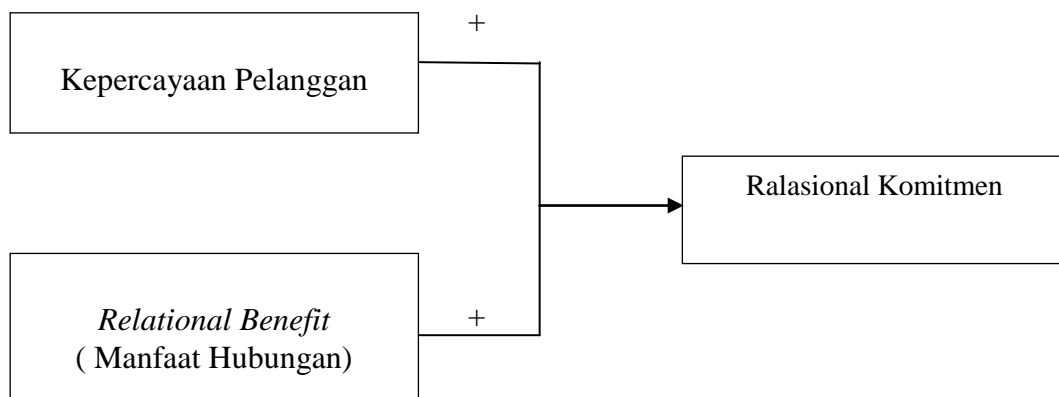 +
Kepercayaan Pelanggan
Ralasional Komitmen
Relational Benefit
( Manfaat Hubungan)
+